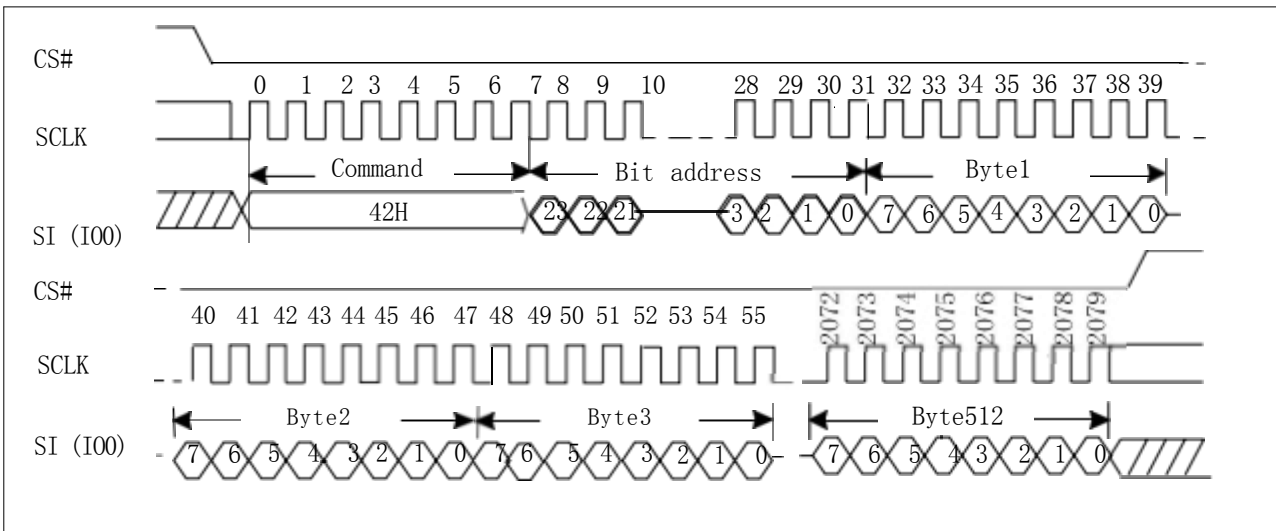 CS#
0 1 2 3 4 5 6 7 8 9 10 28 29 30 31 32 33 34 35 36 37 38 39
SCLK
Command Bit address Byte1
SI (IO0) 42H 23 22 21 3 2 1 0 7 6 5 4 3 2 1 0
CS#
40 41 42 43 44 45 46 47 48 49 50 51 52 53 54 55 2072 2073 2074 2075 2076 2077 2078 2079
SCLK
Byte2 Byte3 Byte512
SI (IO0) 7 6 5 4 3 2 1 0 7 6 5 4 3 2 1 0 7 6 5 4 3 2 1 0